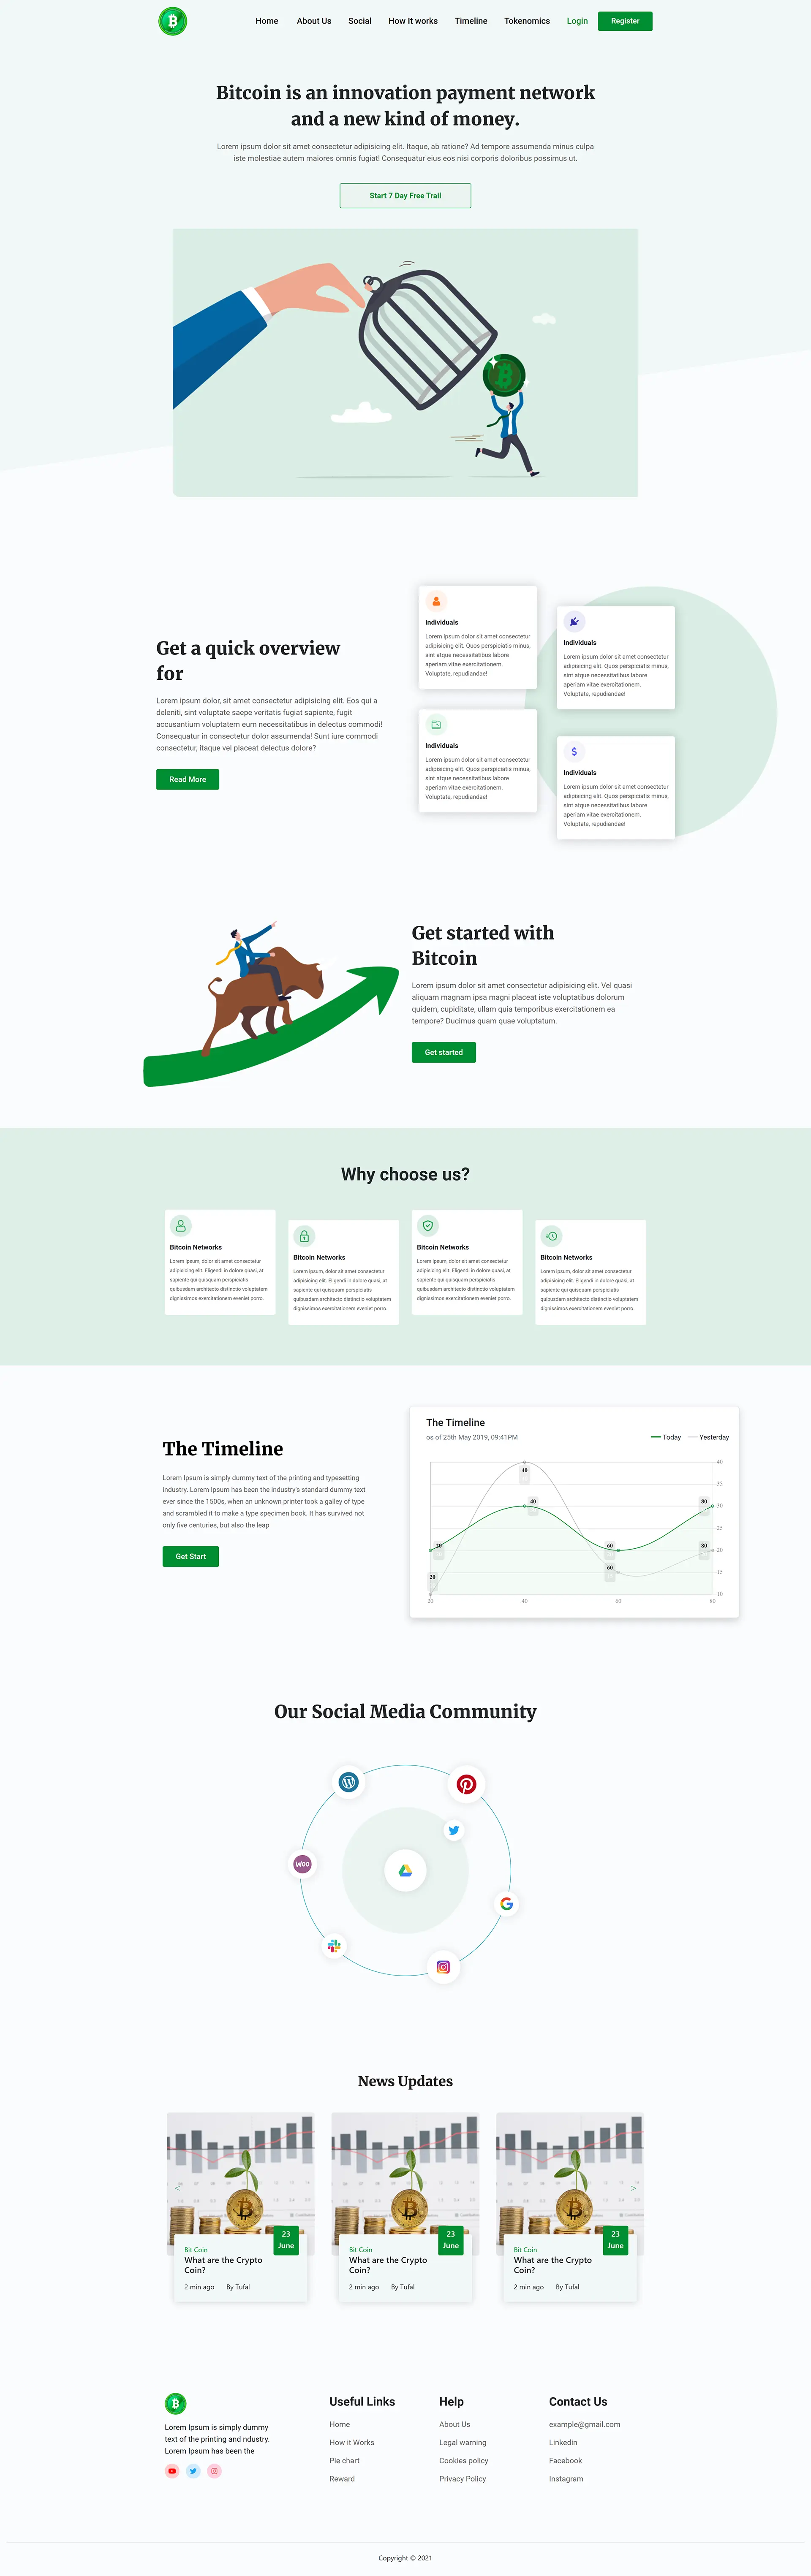 Home About Us Social How It works Timeline Tokenomics Login Register
Bitcoin is an innovation payment network
and a new kind of money.
Lorem ipsum dolor sit amet consectetur adipisicing elit. Itaque, ab ratione? Ad tempore assumenda minus culpa
iste molestiae autem maiores omnis fugiat! Consequatur eius eos nisi corporis doloribus possimus ut.
Start 7 Day Free Trail
Get a quick overview
for
Lorem ipsum dolor, sit amet consectetur adipisicing elit. Eos qui a
deleniti, sint voluptate saepe veritatis fugiat sapiente, fugit
accusantium voluptatem eum necessitatibus in delectus commodi!
Consequatur in consectetur dolor assumenda! Sunt iure commodi
consectetur, itaque vel placeat delectus dolore?
Read More
Individuals
Lorem ipsum dolor sit amet consectetur
adipisicing elit. Quos perspiciatis minus,
sint atque necessitatibus labore
aperiam vitae exercitationem.
Voluptate, repudiandae!
Individuals
Lorem ipsum dolor sit amet consectetur
adipisicing elit. Quos perspiciatis minus,
sint atque necessitatibus labore
aperiam vitae exercitationem.
Voluptate, repudiandae!
Individuals
Lorem ipsum dolor sit amet consectetur
adipisicing elit. Quos perspiciatis minus,
sint atque necessitatibus labore
aperiam vitae exercitationem.
Voluptate, repudiandae!
Individuals
Lorem ipsum dolor sit amet consectetur
adipisicing elit. Quos perspiciatis minus,
sint atque necessitatibus labore
aperiam vitae exercitationem.
Voluptate, repudiandae!
Get started with
Bitcoin
Lorem ipsum dolor sit amet consectetur adipisicing elit. Vel quasi
aliquam magnam ipsa magni placeat iste voluptatibus dolorum
quidem, cupiditate, ullam quia temporibus exercitationem ea
tempore? Ducimus quam quae voluptatum.
Get started
Why choose us?
Bitcoin Networks
Lorem ipsum, dolor sit amet consectetur
adipisicing elit. Eligendi in dolore quasi, at
sapiente qui quisquam perspiciatis
quibusdam architecto distinctio voluptatem
dignissimos exercitationem eveniet porro.
Bitcoin Networks
Lorem ipsum, dolor sit amet consectetur
adipisicing elit. Eligendi in dolore quasi, at
sapiente qui quisquam perspiciatis
quibusdam architecto distinctio voluptatem
dignissimos exercitationem eveniet porro.
Bitcoin Networks
Lorem ipsum, dolor sit amet consectetur
adipisicing elit. Eligendi in dolore quasi, at
sapiente qui quisquam perspiciatis
quibusdam architecto distinctio voluptatem
dignissimos exercitationem eveniet porro.
Bitcoin Networks
Lorem ipsum, dolor sit amet consectetur
adipisicing elit. Eligendi in dolore quasi, at
sapiente qui quisquam perspiciatis
quibusdam architecto distinctio voluptatem
dignissimos exercitationem eveniet porro.
The Timeline
Lorem Ipsum is simply dummy text of the printing and typesetting
industry. Lorem Ipsum has been the industry's standard dummy text
ever since the 1500s, when an unknown printer took a galley of type
and scrambled it to make a type specimen book. It has survived not
only five centuries, but also the leap
Get Start
The Timeline
os of 25th May 2019, 09:41PM
Today Yesterday
40
40
35
40 80 30
25
20 60 80 20
60 15
20
10
20 40 60 80
Our Social Media Community
Woo
News Updates
< >
23
June
Bit Coin
What are the Crypto
Coin?
2 min ago By Tufal
23
June
Bit Coin
What are the Crypto
Coin?
2 min ago By Tufal
23
June
Bit Coin
What are the Crypto
Coin?
2 min ago By Tufal
Lorem Ipsum is simply dummy
text of the printing and ndustry.
Lorem Ipsum has been the
Useful Links
Home
How it Works
Pie chart
Reward
Help
About Us
Legal warning
Cookies policy
Privacy Policy
Contact Us
example@gmail.com
Linkedin
Facebook
Instagram
Copyright © 2021